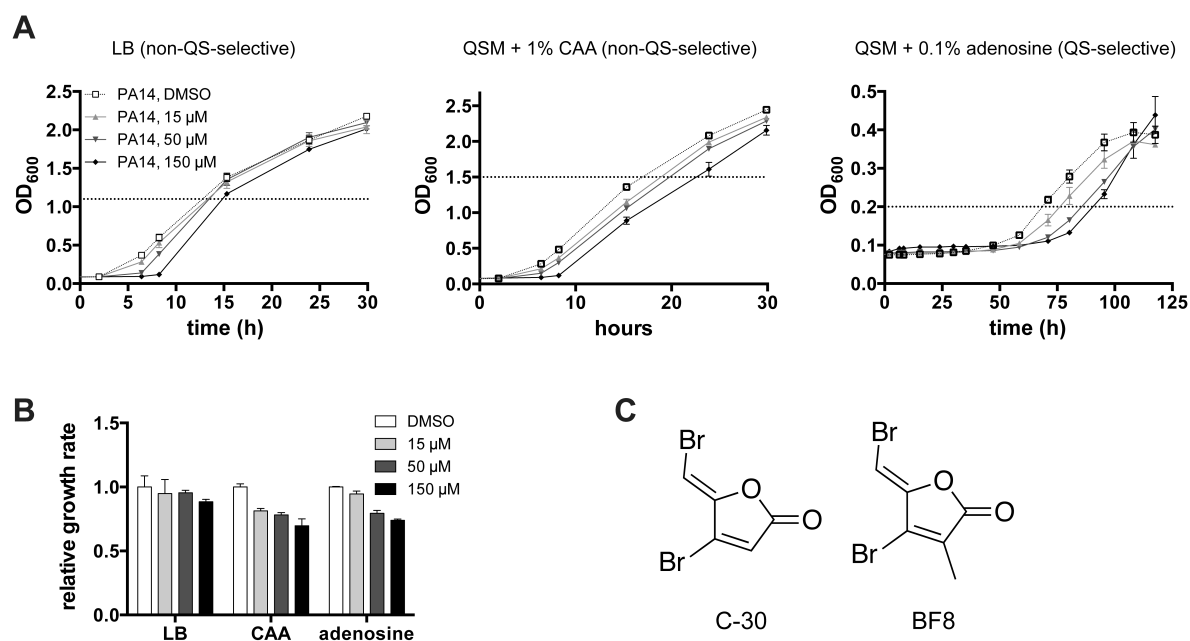 A
LB (non-QS-selective)
QSM + 1% CAA (non-QS-selective)
QSM + 0.1% adenosine (QS-selective)
2.5
2.0
1.5
1.0
0.5
0.0
OD600
0 5 10 15 20 25 30
time (h)
PA14, DMSO
PA14, 15 µM
PA14, 50 µM
PA14, 150 µM
2.5
2.0
1.5
1.0
0.5
0.0
OD600
0 10 20 30
hours
0.5
0.4
0.3
0.2
0.1
0.0
OD600
0 25 50 75 100 125
time (h)
B
1.5
1.0
0.5
0.0
relative growth rate
LB CAA adenosine
DMSO
15 µM
50 µM
150 µM
C
Br
O
O
Br
C-30
Br
O
O
Br
BF8